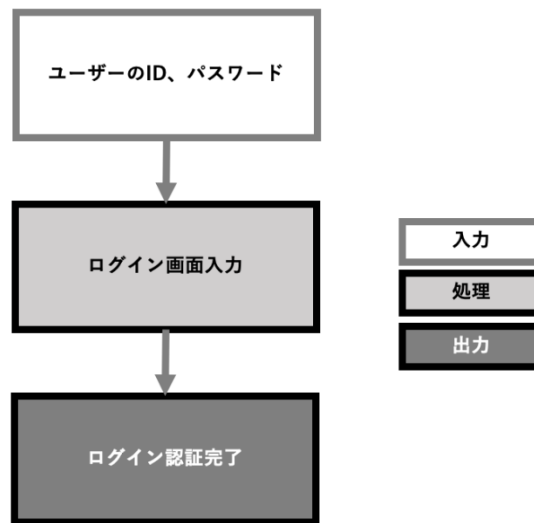 ユーザーのID、パスワード
ログイン画面入力
ログイン認証完了
入力
処理
出力